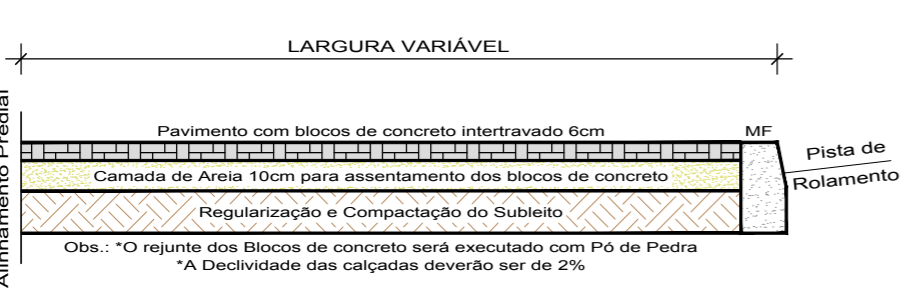 LARGURA VARIÁVEL
Alinhamento Predial
Pavimento com blocos de concreto intertravado 6cm
MF
Pista de
Rolamento
Camada de Areia 10cm para assentamento dos blocos de concreto
Regularização e Compactação do Subleito
Obs.: *O rejunte dos Blocos de concreto será executado com Pó de Pedra
*A Declividade das calçadas deverão ser de 2%